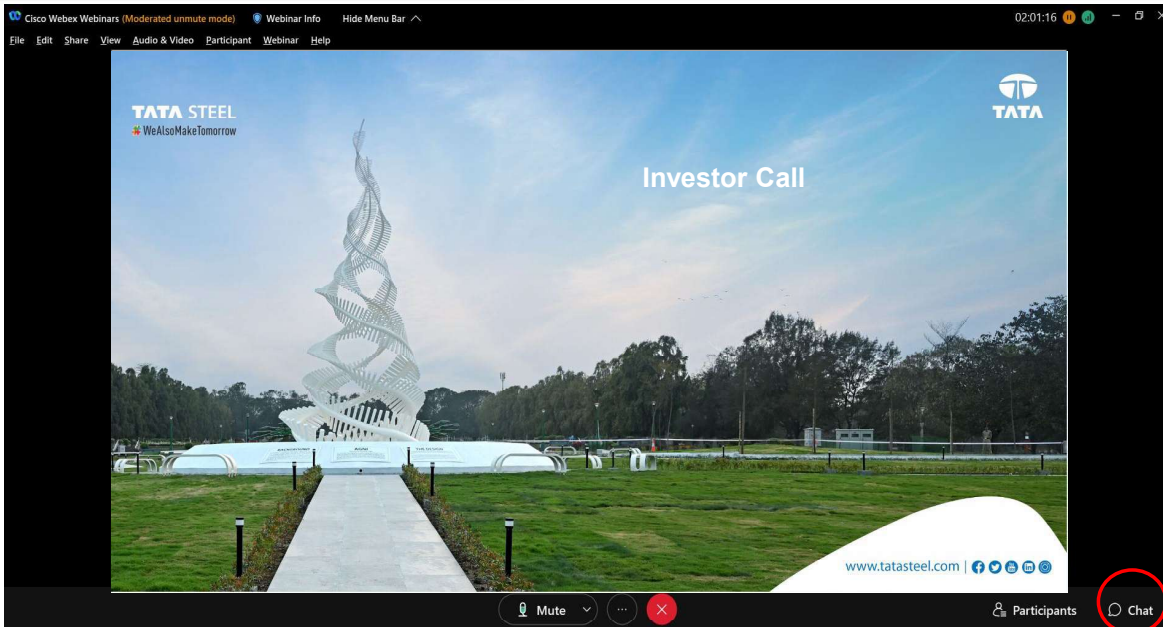 Cisco Webex Webinars (Moderated unmute mode) Webinar Info Hide Menu Bar 02:01:16
File Edit Share View Audio & Video Participant Webinar Help
TATA STEEL
#WeAlsoMakeTomorrow
TATA
Investor Call
www.tatasteel.com |
Mute Participants Chat